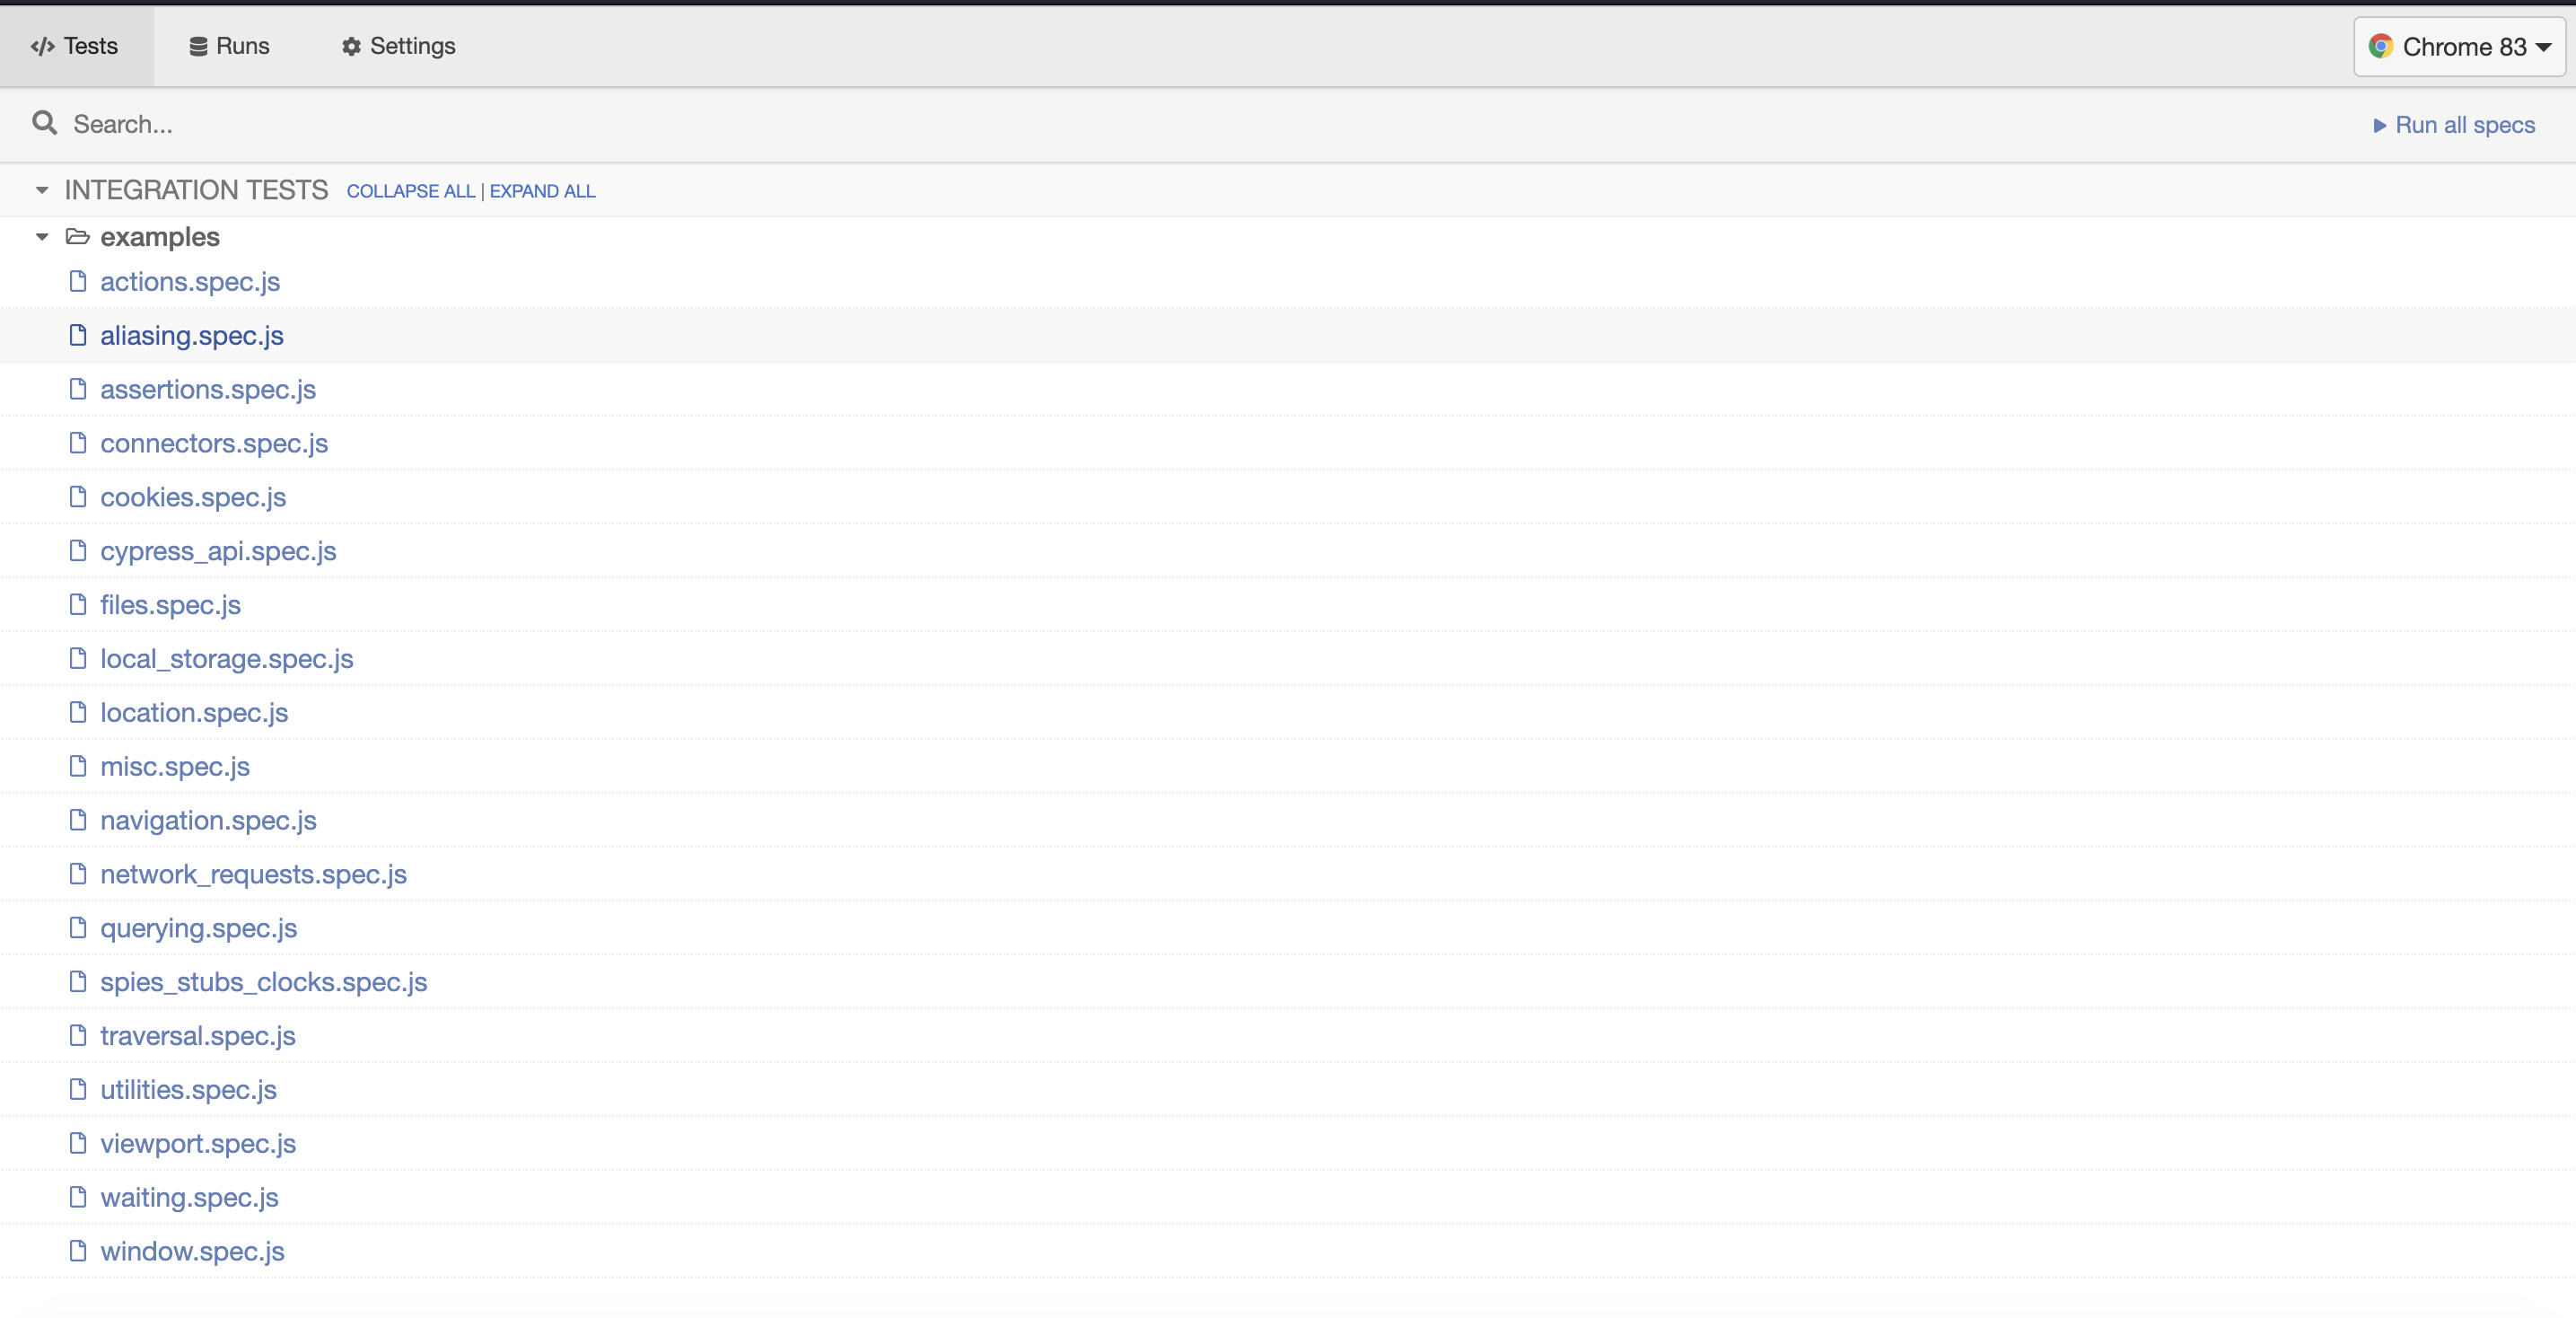 Tests Runs Settings Chrome 83
Search... Run all specs
INTEGRATION TESTS COLLAPSE ALL | EXPAND ALL
examples
actions.spec.js
aliasing.spec.js
assertions.spec.js
connectors.spec.js
cookies.spec.js
cypress_api.spec.js
files.spec.js
local_storage.spec.js
location.spec.js
misc.spec.js
navigation.spec.js
network_requests.spec.js
querying.spec.js
spies_stubs_clocks.spec.js
traversal.spec.js
utilities.spec.js
viewport.spec.js
waiting.spec.js
window.spec.js